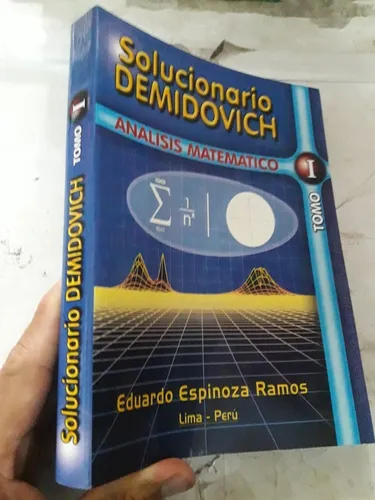 Solucionario
DEMIDOVICH
ANALISIS MATEMATICO
I
TOMO
Eduardo Espinoza Ramos
Lima - Perú
Solucionario DEMIDOVICH TOMO I